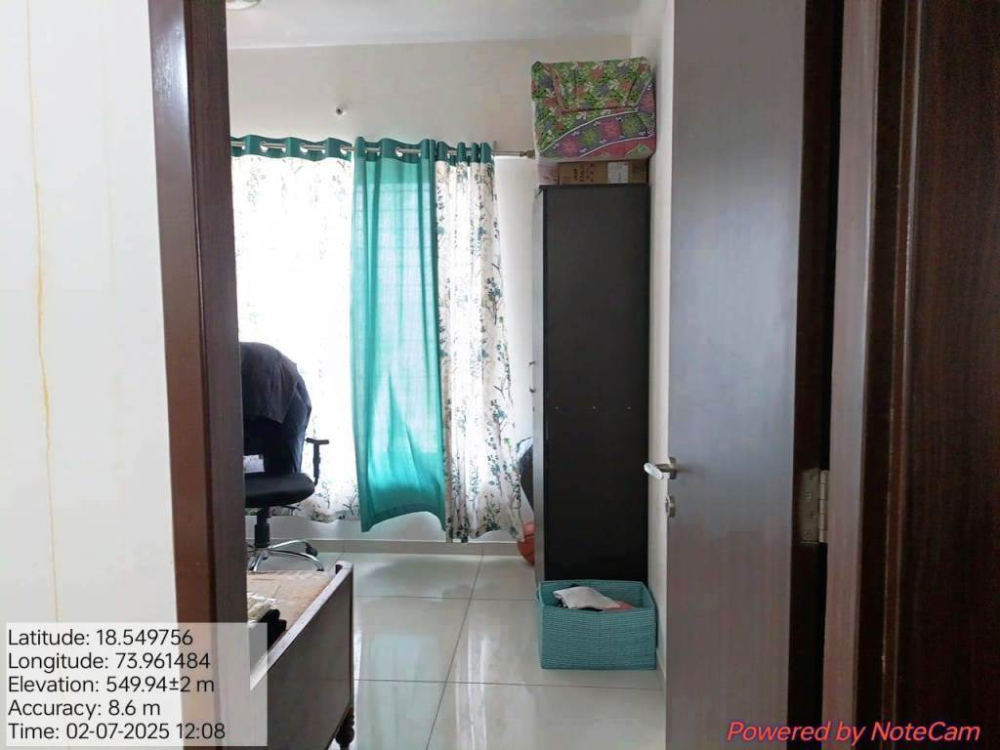 Latitude: 18.549756
Longitude: 73.961484
Elevation: 549.94±2 m
Accuracy: 8.6 m
Time: 02-07-2025 12:08
Powered by NoteCam